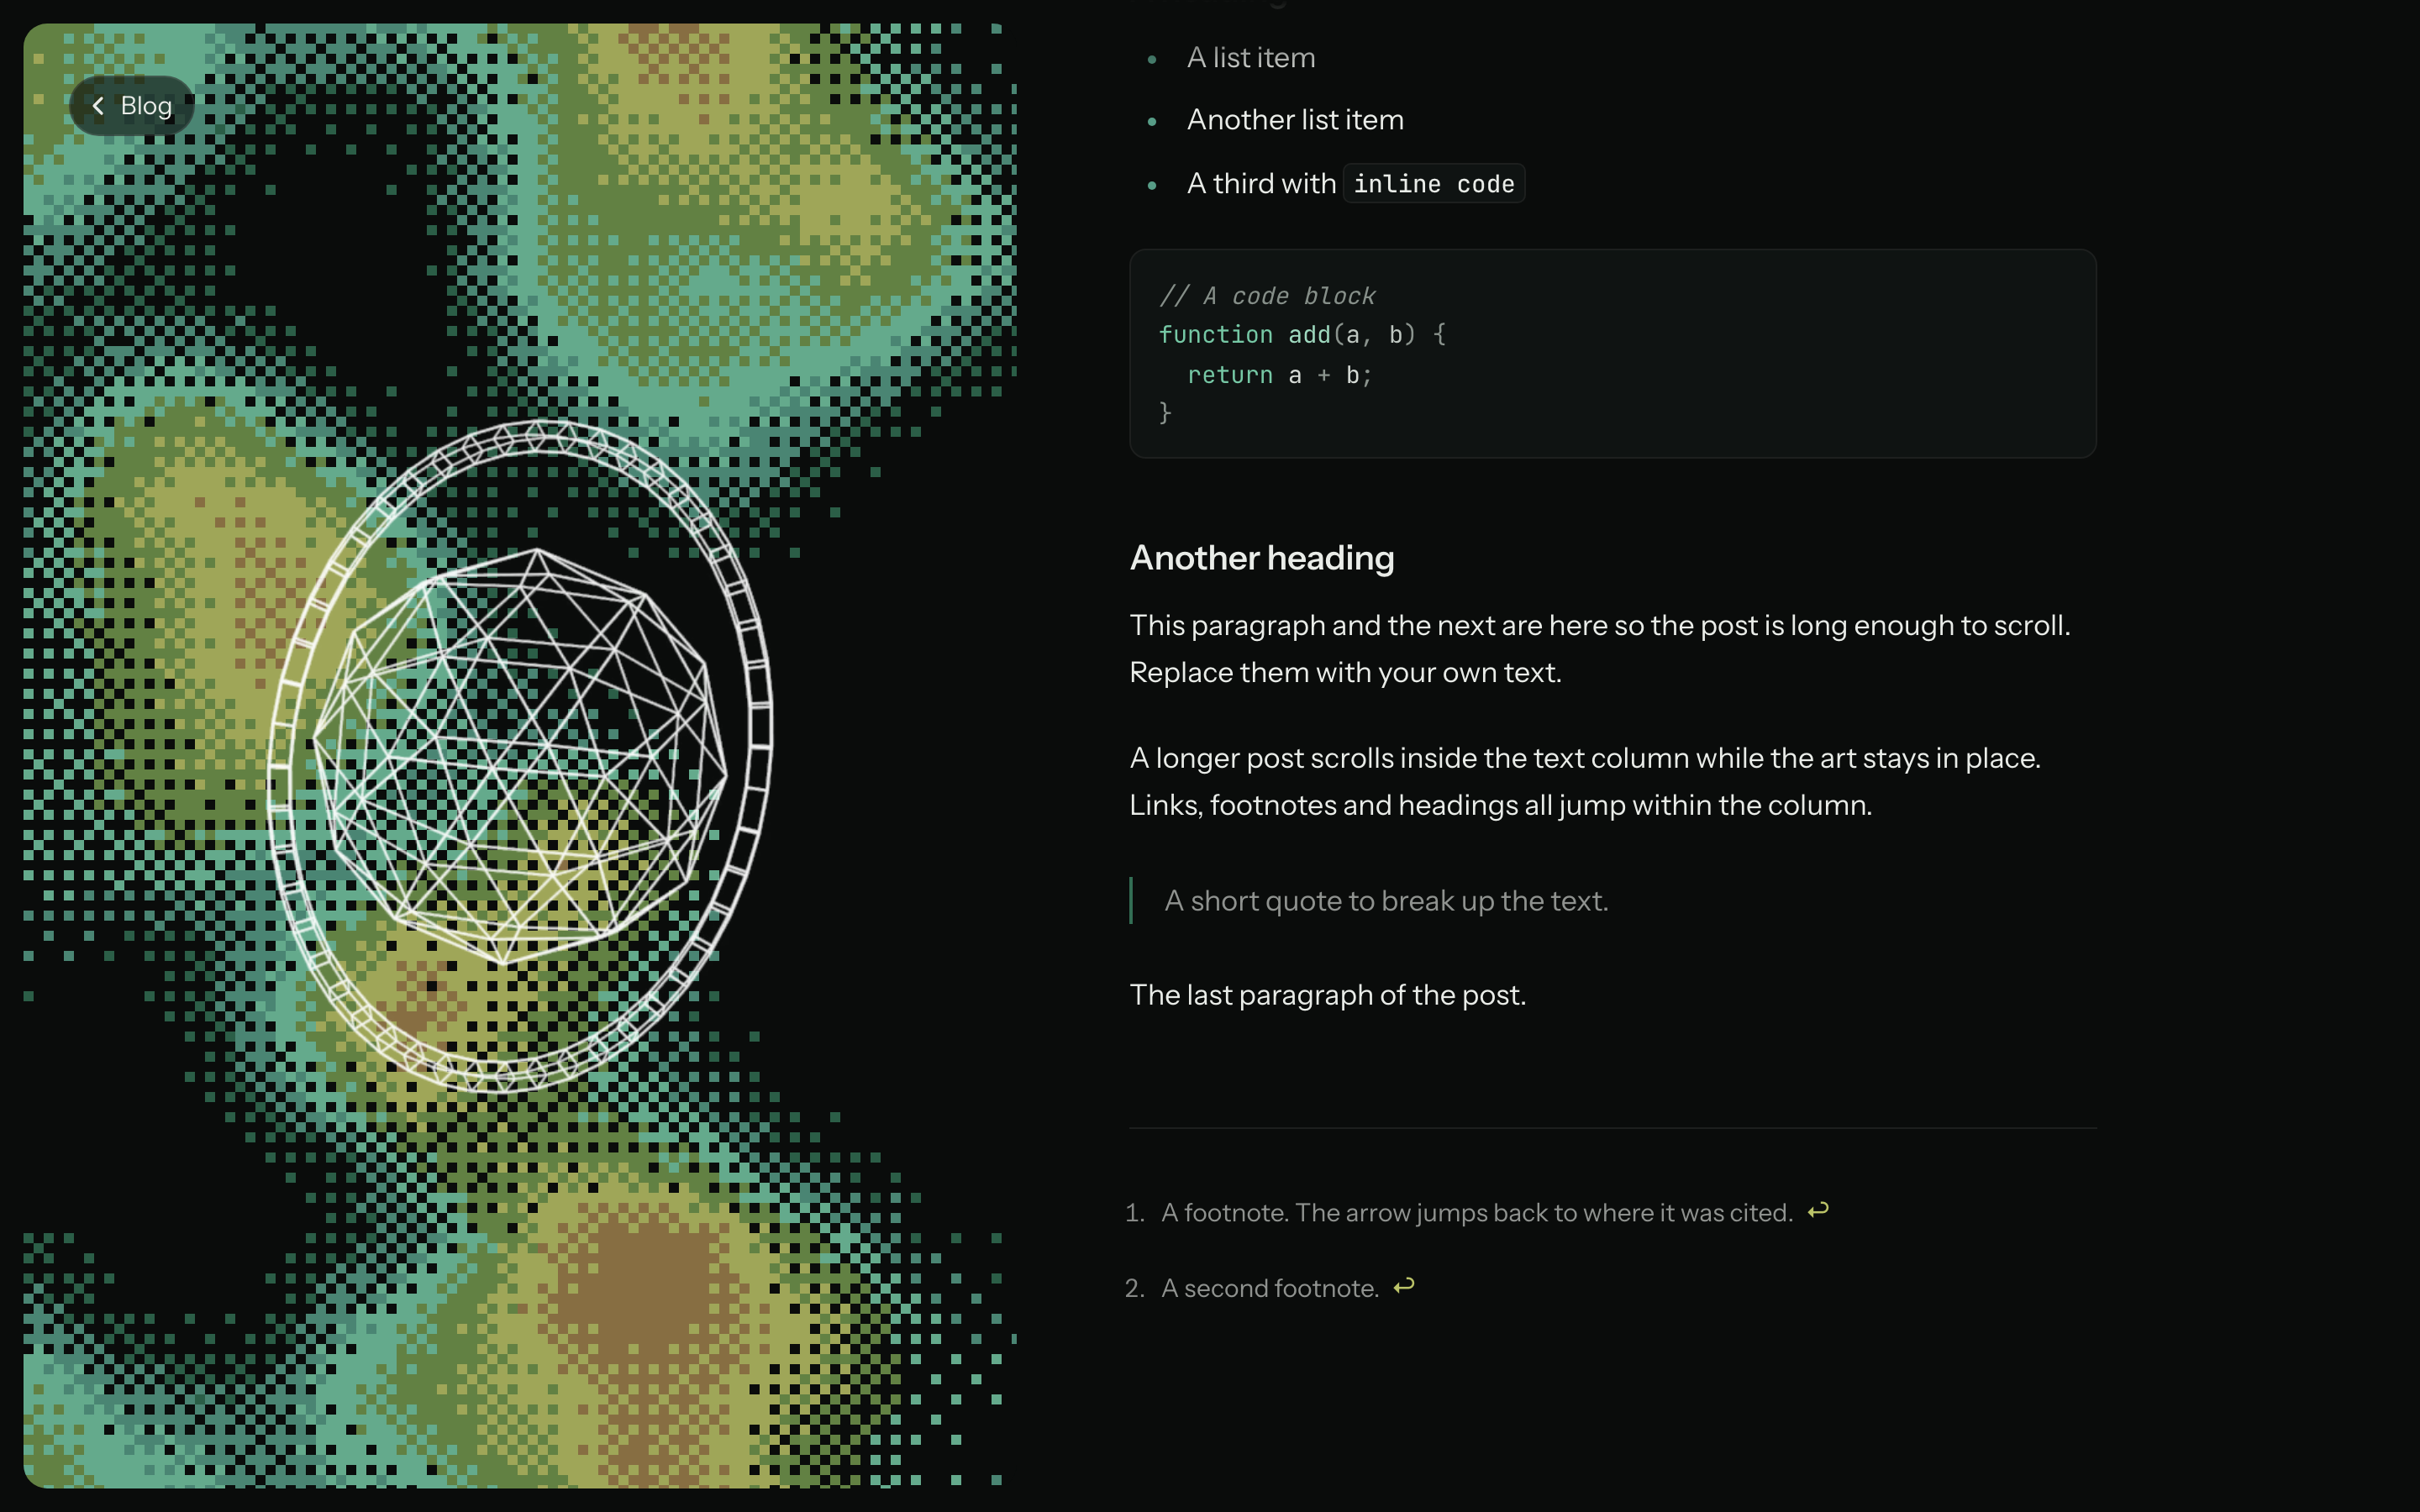 Blog
A list item
Another list item
A third with inline code
// A code block
function add(a, b) {
  return a + b;
}
Another heading
This paragraph and the next are here so the post is long enough to scroll.
Replace them with your own text.
A longer post scrolls inside the text column while the art stays in place.
Links, footnotes and headings all jump within the column.
A short quote to break up the text.
The last paragraph of the post.
1. A footnote. The arrow jumps back to where it was cited. ↩
2. A second footnote. ↩